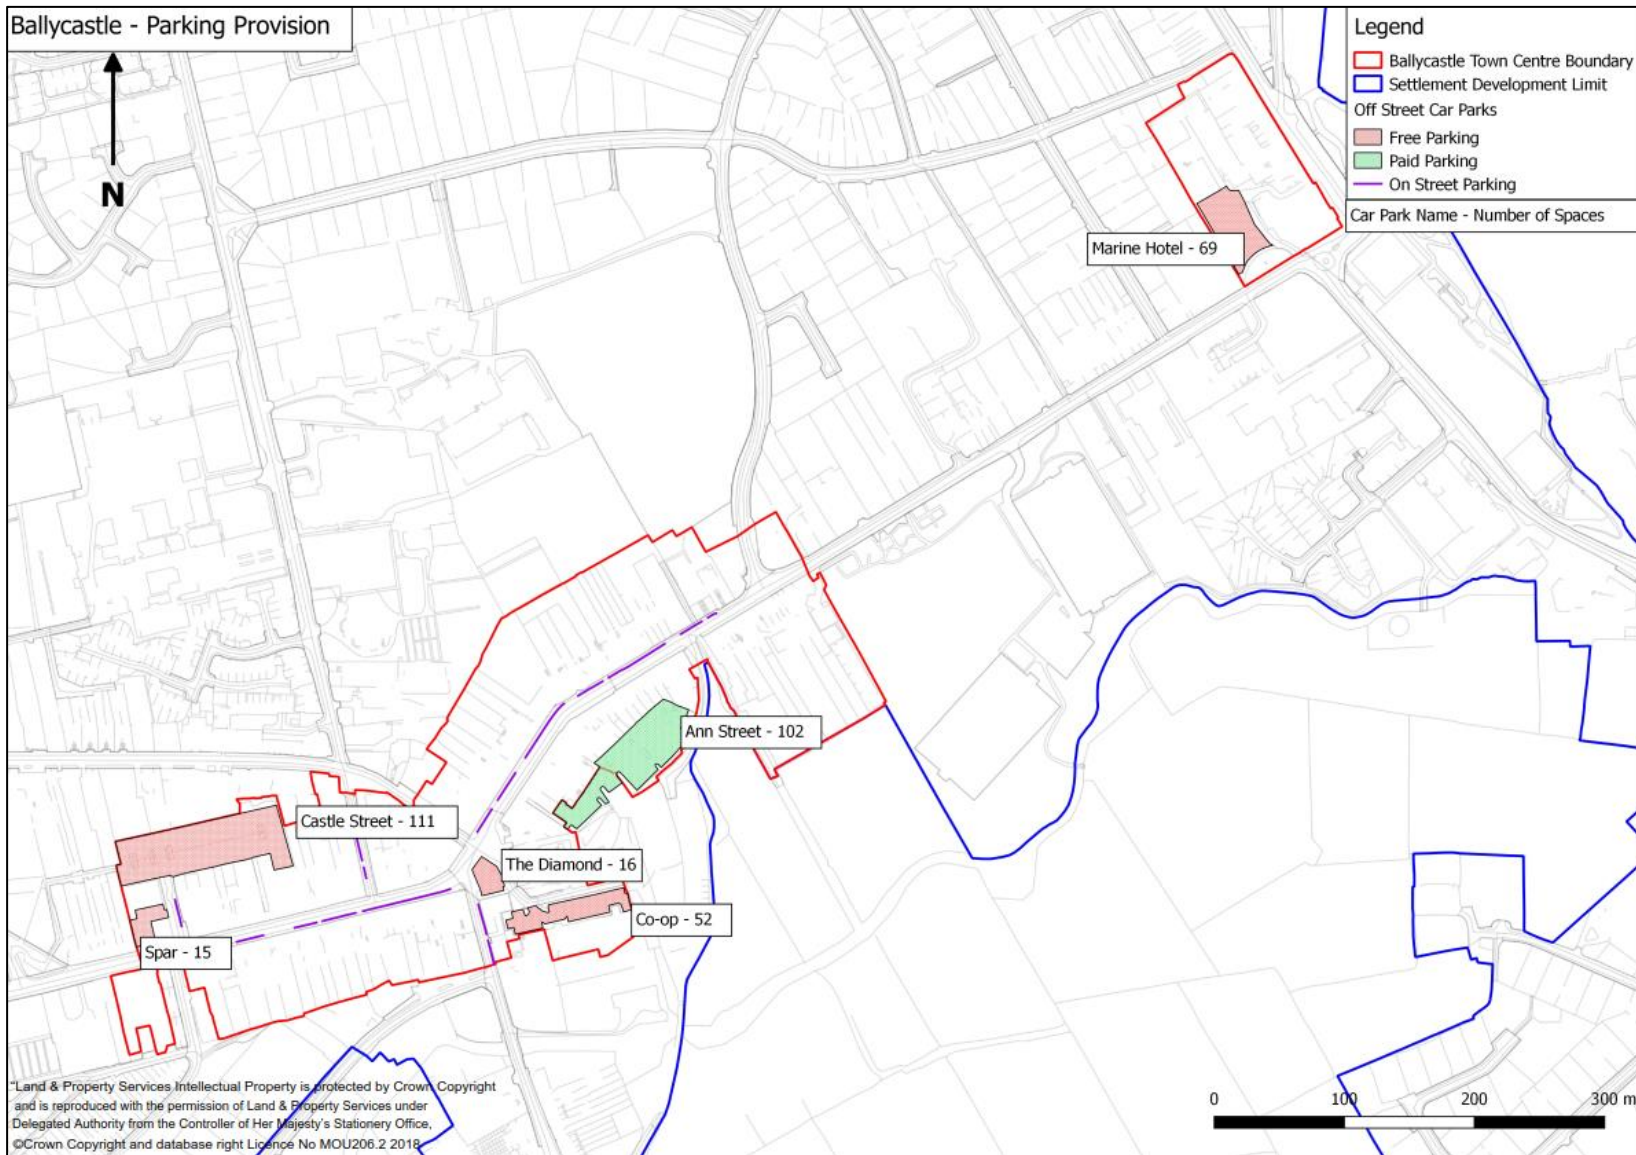 Ballycastle - Parking Provision
N
Legend
Ballycastle Town Centre Boundary
Settlement Development Limit
Off Street Car Parks
Free Parking
Paid Parking
On Street Parking
Car Park Name - Number of Spaces
Marine Hotel - 69
Ann Street - 102
Castle Street - 111
The Diamond - 16
Co-op - 52
Spar - 15
"Land & Property Services Intellectual Property is protected by Crown Copyright
and is reproduced with the permission of Land & Property Services under
Delegated Authority from the Controller of Her Majesty's Stationery Office,
©Crown Copyright and database right Licence No MOU206.2 2018
0 100 200 300 m